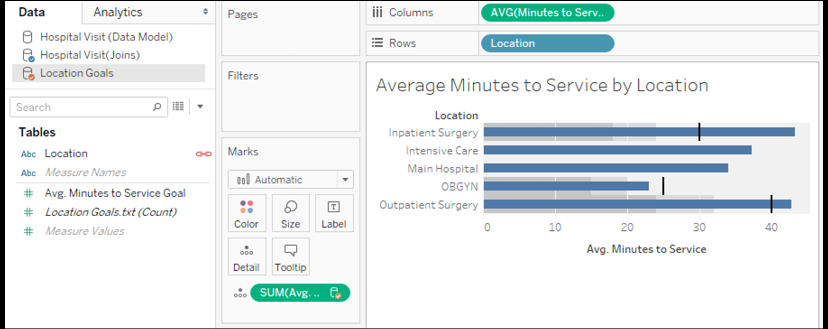 Data
Analytics
Hospital Visit (Data Model)
Hospital Visit(Joins)
Location Goals
Search
Tables
Abc Location
Abc Measure Names
# Avg. Minutes to Service Goal
# Location Goals.txt (Count)
# Measure Values
Pages
Filters
Marks
Automatic
Color Size Label
Detail Tooltip
SUM(Avg. ..
Columns AVG(Minutes to Serv..
Rows Location
Average Minutes to Service by Location
Location
Inpatient Surgery
Intensive Care
Main Hospital
OBGYN
Outpatient Surgery
0 10 20 30 40
Avg. Minutes to Service